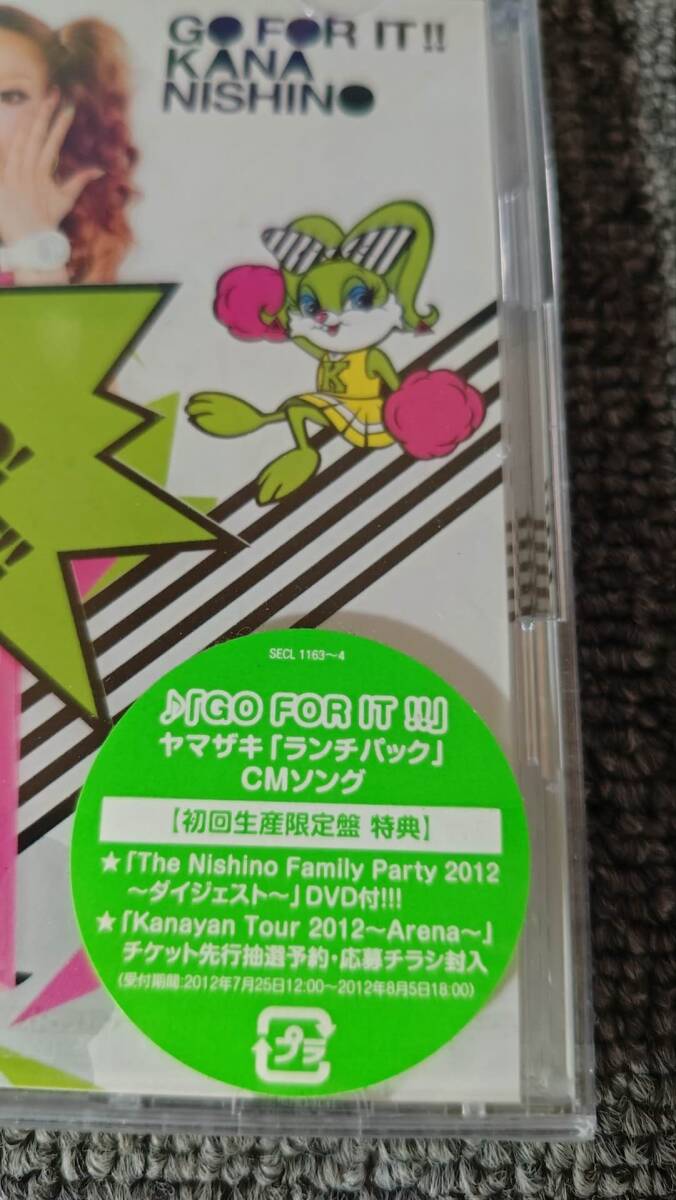 GO FOR IT !!
KANA
NISHINO
K
SECL 1163～4
♪「GO FOR IT !!」
ヤマザキ「ランチパック」
CMソング
【初回生産限定盤 特典】
★「The Nishino Family Party 2012
～ダイジェスト～」DVD付!!!
★「Kanayan Tour 2012～Arena～」
チケット先行抽選予約・応募チラシ封入
(受付期間:2012年7月25日12:00～2012年8月5日18:00)
プラ